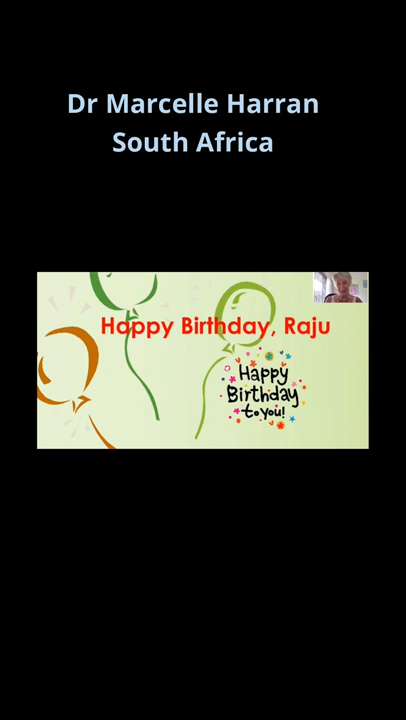 Dr Marcelle Harran
South Africa
Happy Birthday, Raju
Happy
Birthday
to you!